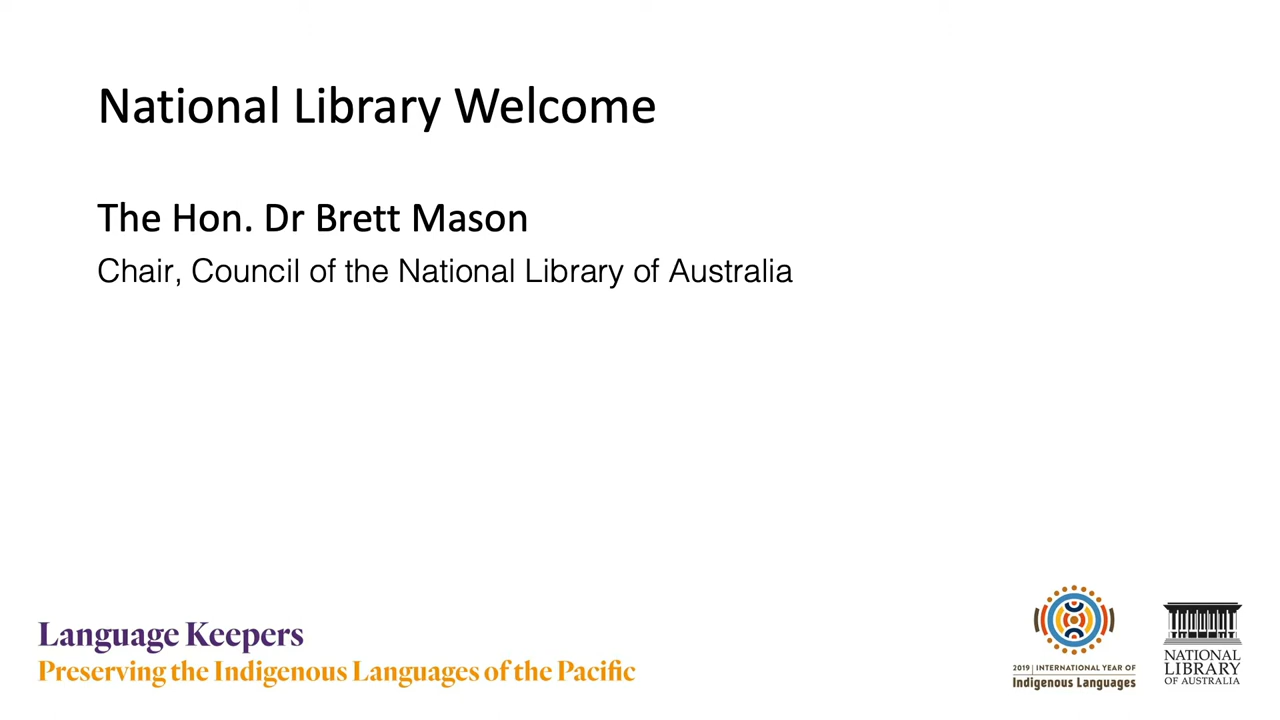 National Library Welcome
The Hon. Dr Brett Mason
Chair, Council of the National Library of Australia
Language Keepers
Preserving the Indigenous Languages of the Pacific
2019 | INTERNATIONAL YEAR OF
Indigenous Languages
NATIONAL
LIBRARY
OF AUSTRALIA